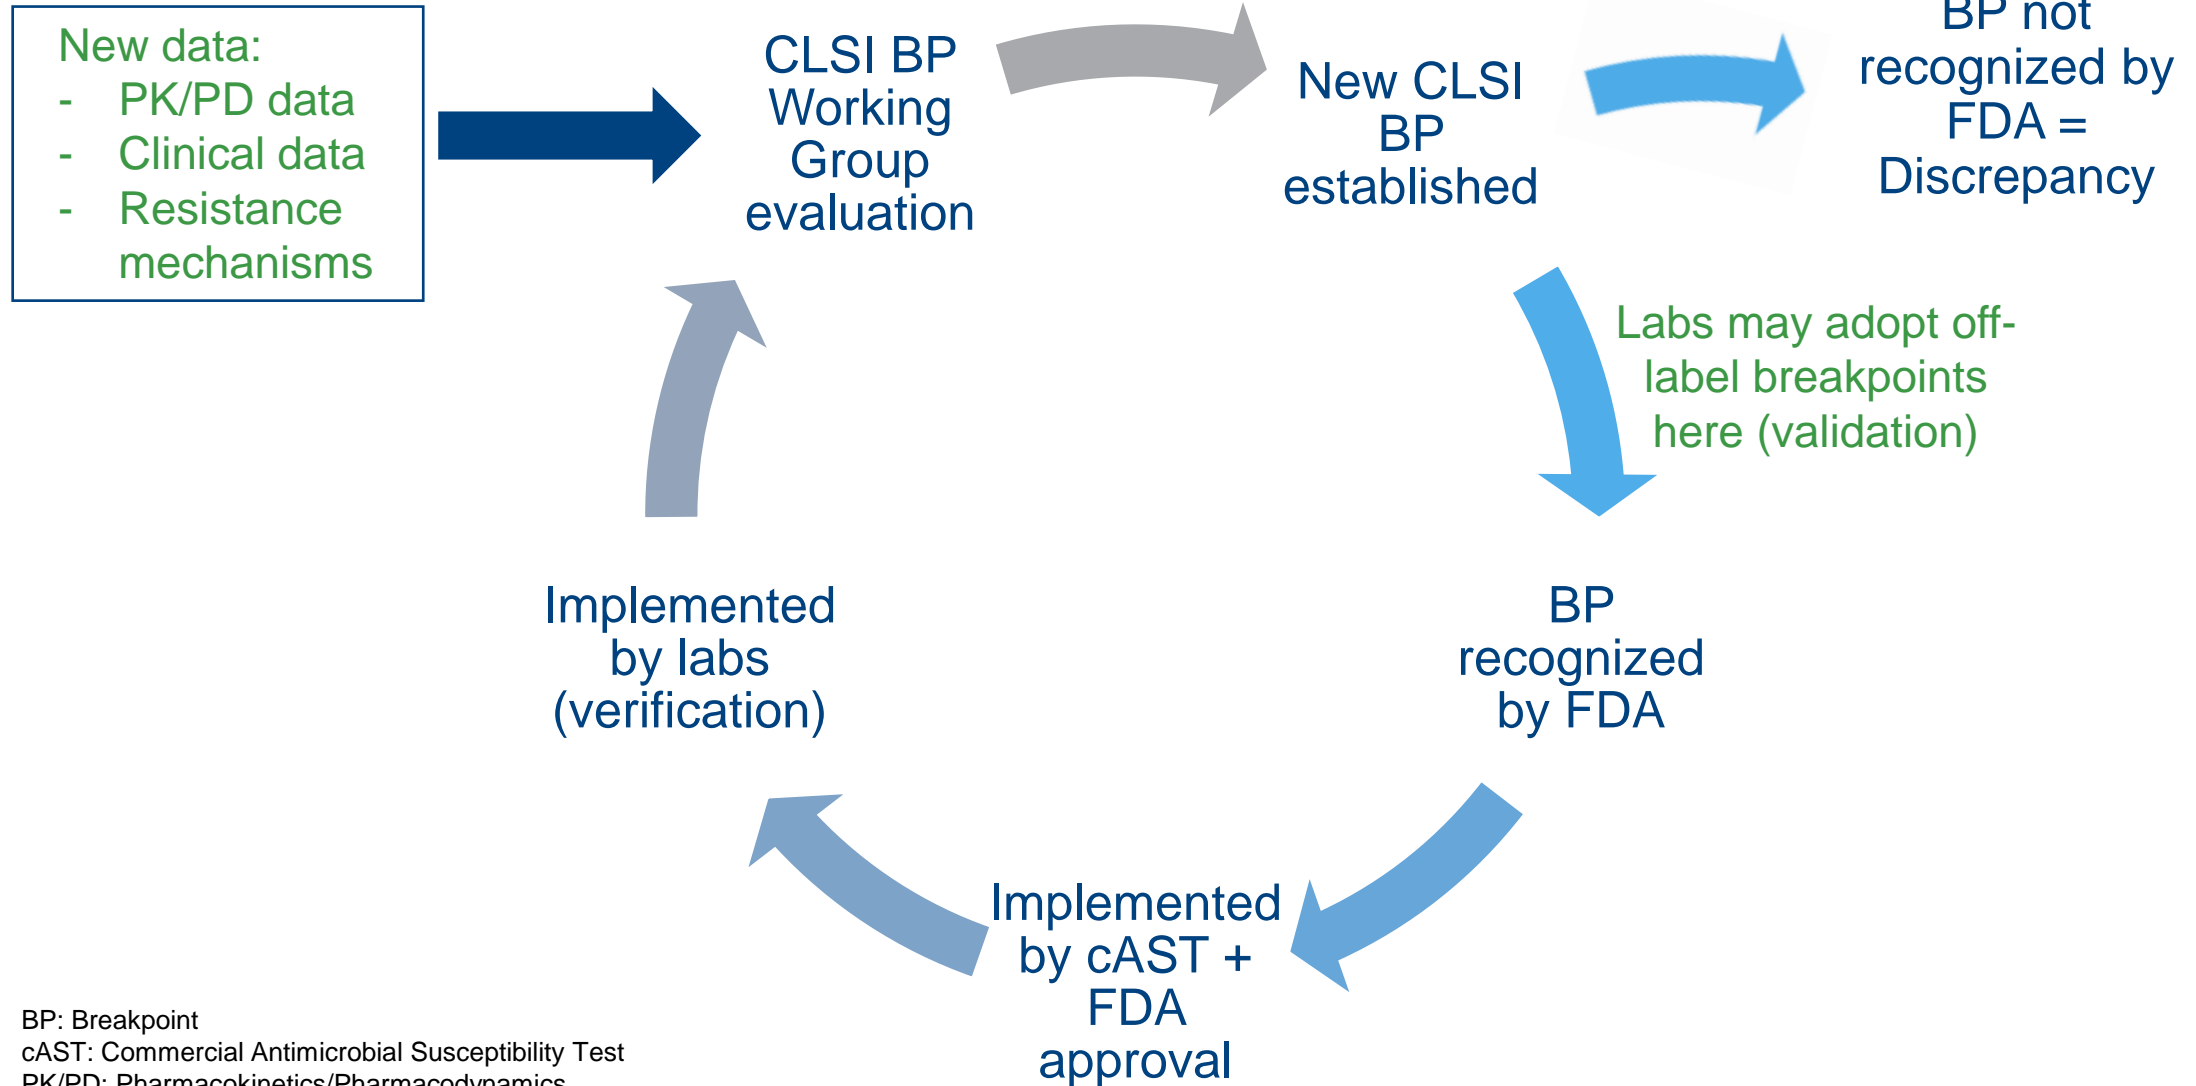 New data:
- PK/PD data
- Clinical data
- Resistance
mechanisms
CLSI BP
Working
Group
evaluation
New CLSI
BP
established
BP not
recognized by
FDA =
Discrepancy
Labs may adopt off-
label breakpoints
here (validation)
BP
recognized
by FDA
Implemented
by cAST +
FDA
approval
Implemented
by labs
(verification)
BP: Breakpoint
cAST: Commercial Antimicrobial Susceptibility Test
PK/PD: Pharmacokinetics/Pharmacodynamics